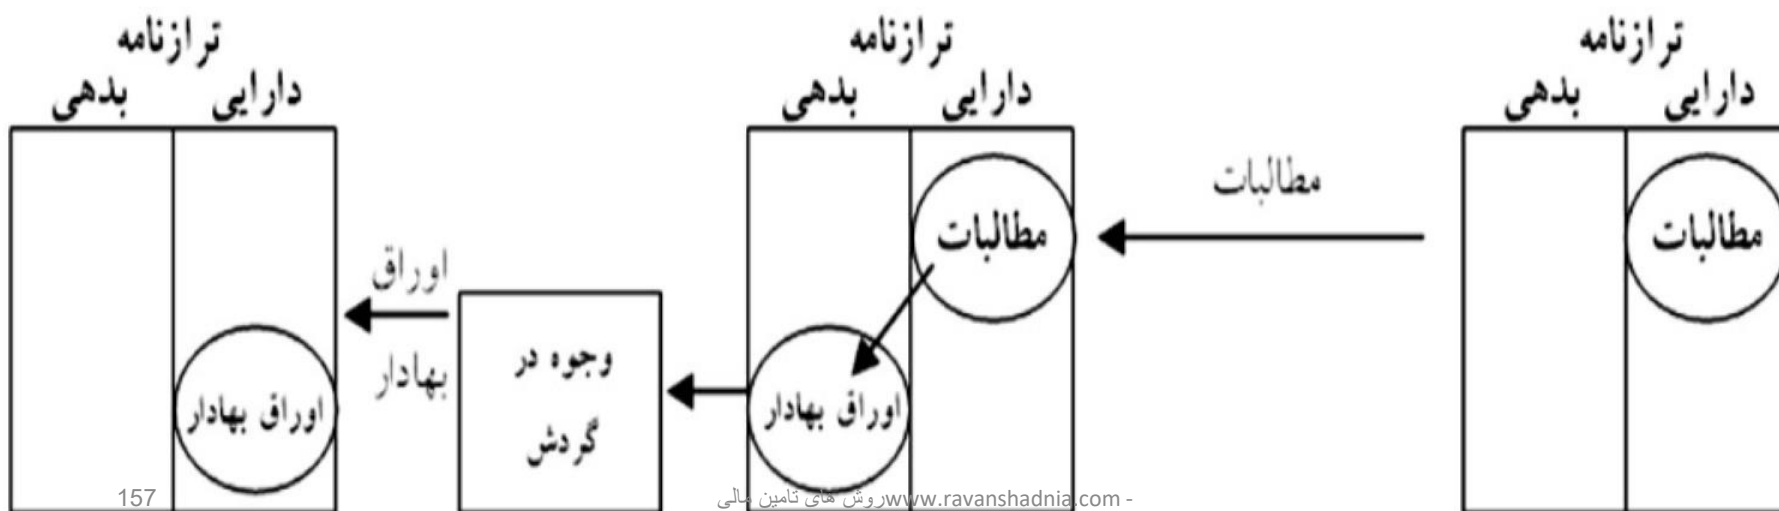 ترازنامه
دارایی بدهی
مطالبات
مطالبات
ترازنامه
دارایی بدهی
مطالبات
اوراق بهادار
وجوه در
گردش
اوراق
بهادار
ترازنامه
دارایی بدهی
اوراق بهادار
روش های تامین مالی www.ravanshadnia.com -
157